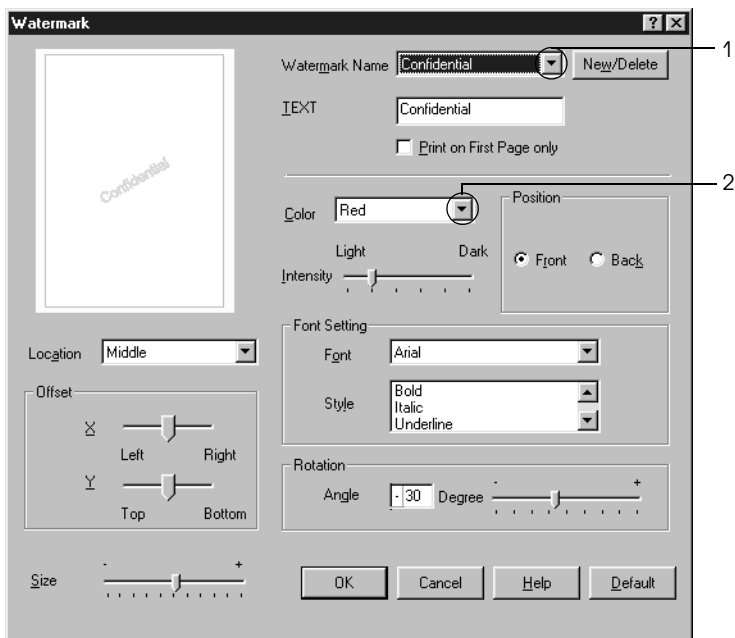 Watermark
1
Watermark Name Confidential New/Delete
TEXT Confidential
Print on First Page only
Confidential
2
Color Red
Position
Light Dark
Intensity
Front Back
Location Middle
Font Setting
Font Arial
Style Bold
Italic
Underline
Offset
X
Left Right
Y
Top Bottom
Rotation
Angle - 30 Degree - +
Size - +
OK Cancel Help Default